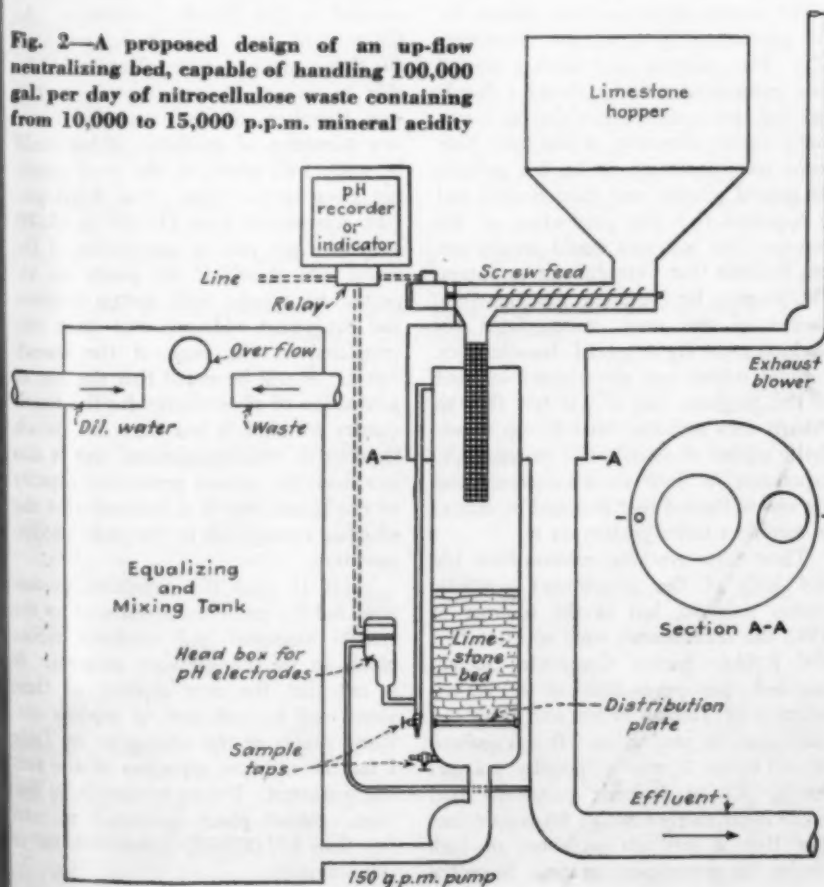 Fig. 2—A proposed design of an up-flow
neutralizing bed, capable of handling 100,000
gal. per day of nitrocellulose waste containing
from 10,000 to 15,000 p.p.m. mineral acidity
Limestone
hopper
pH
recorder
or
indicator
Line
Relay
Screw feed
Overflow
Exhaust
blower
Dil. water
Waste
A
A
Equalizing
and
Mixing Tank
Section A-A
Head box for
pH electrodes
Lime-
stone
bed
Distribution
plate
Sample
taps
Effluent
150 g.p.m. pump